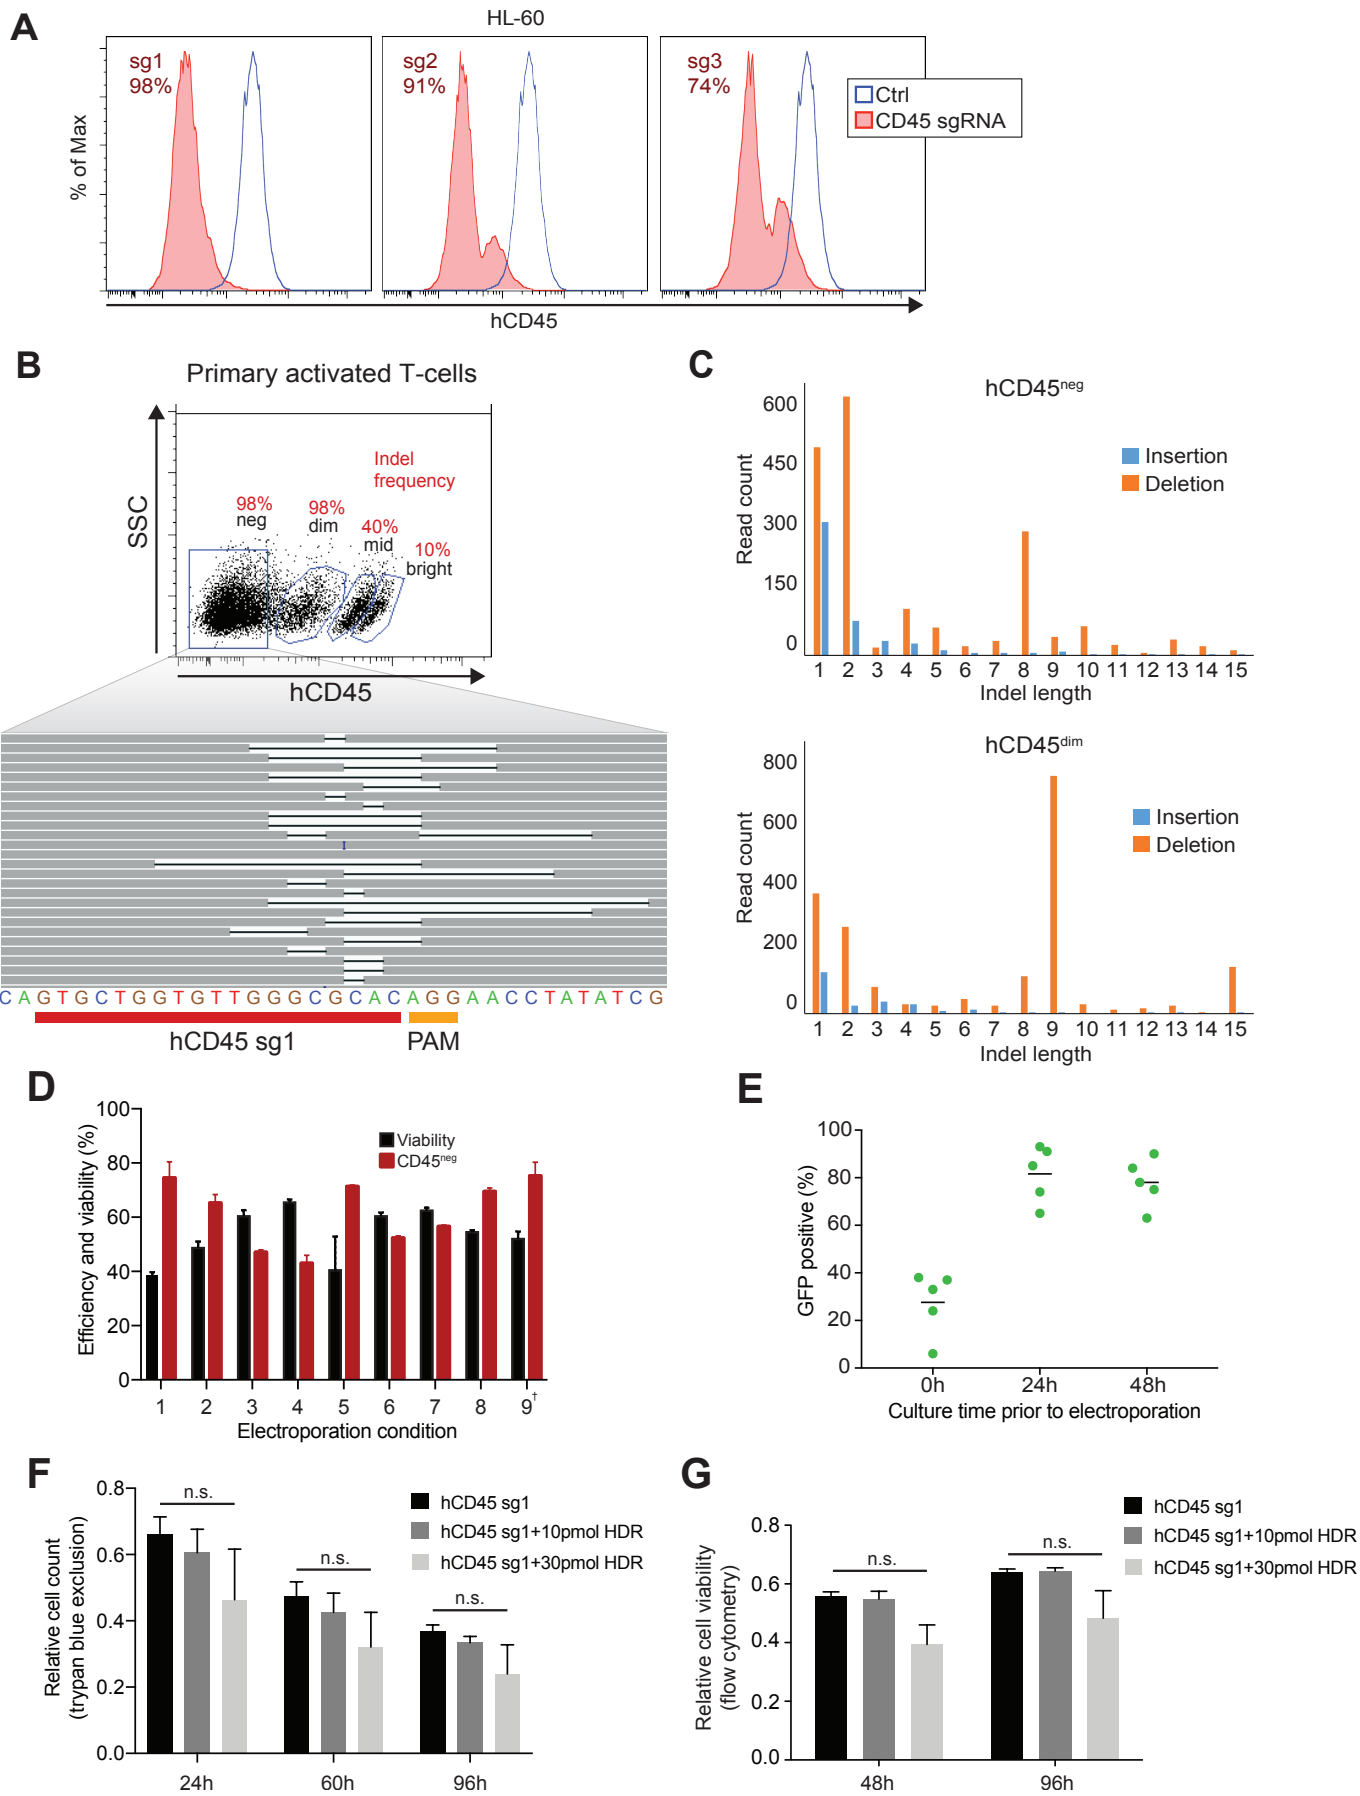 A
HL-60
% of Max
sg1
98%
sg2
91%
sg3
74%
Ctrl
CD45 sgRNA
hCD45
B
Primary activated T-cells
SSC
Indel
frequency
98%
neg
98%
dim
40%
mid
10%
bright
hCD45
CAGTGCTGGTGTTGGGCGCACAGGAACCTATATCG
hCD45 sg1
PAM
C
hCD45neg
Read count
600
450
300
150
0
Insertion
Deletion
1 2 3 4 5 6 7 8 9 10 11 12 13 14 15
Indel length
hCD45dim
Read count
800
600
400
200
0
Insertion
Deletion
1 2 3 4 5 6 7 8 9 10 11 12 13 14 15
Indel length
D
Efficiency and viability (%)
100
80
60
40
20
0
Viability
CD45neg
1 2 3 4 5 6 7 8 9†
Electroporation condition
E
GFP positive (%)
100
80
60
40
20
0
0h 24h 48h
Culture time prior to electroporation
F
Relative cell count
(trypan blue exclusion)
0.8
0.6
0.4
0.2
0.0
n.s.
n.s.
n.s.
hCD45 sg1
hCD45 sg1+10pmol HDR
hCD45 sg1+30pmol HDR
24h 60h 96h
G
Relative cell viability
(flow cytometry)
0.8
0.6
0.4
0.2
0.0
n.s.
n.s.
hCD45 sg1
hCD45 sg1+10pmol HDR
hCD45 sg1+30pmol HDR
48h 96h